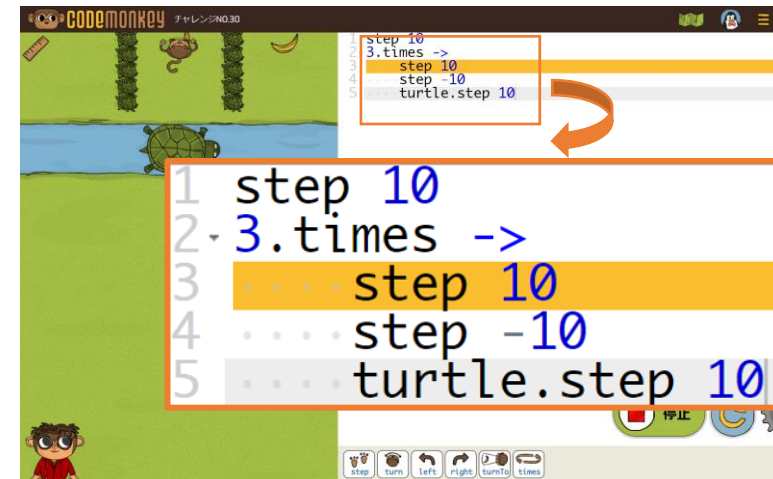 CODEMONKEY チャレンジNO.30
1 step 10
2 3.times ->
3 step 10
4 step -10
5 turtle.step 10
1 step 10
2 3.times ->
3 step 10
4 step -10
5 turtle.step 10
停止
step turn left right turnTo times